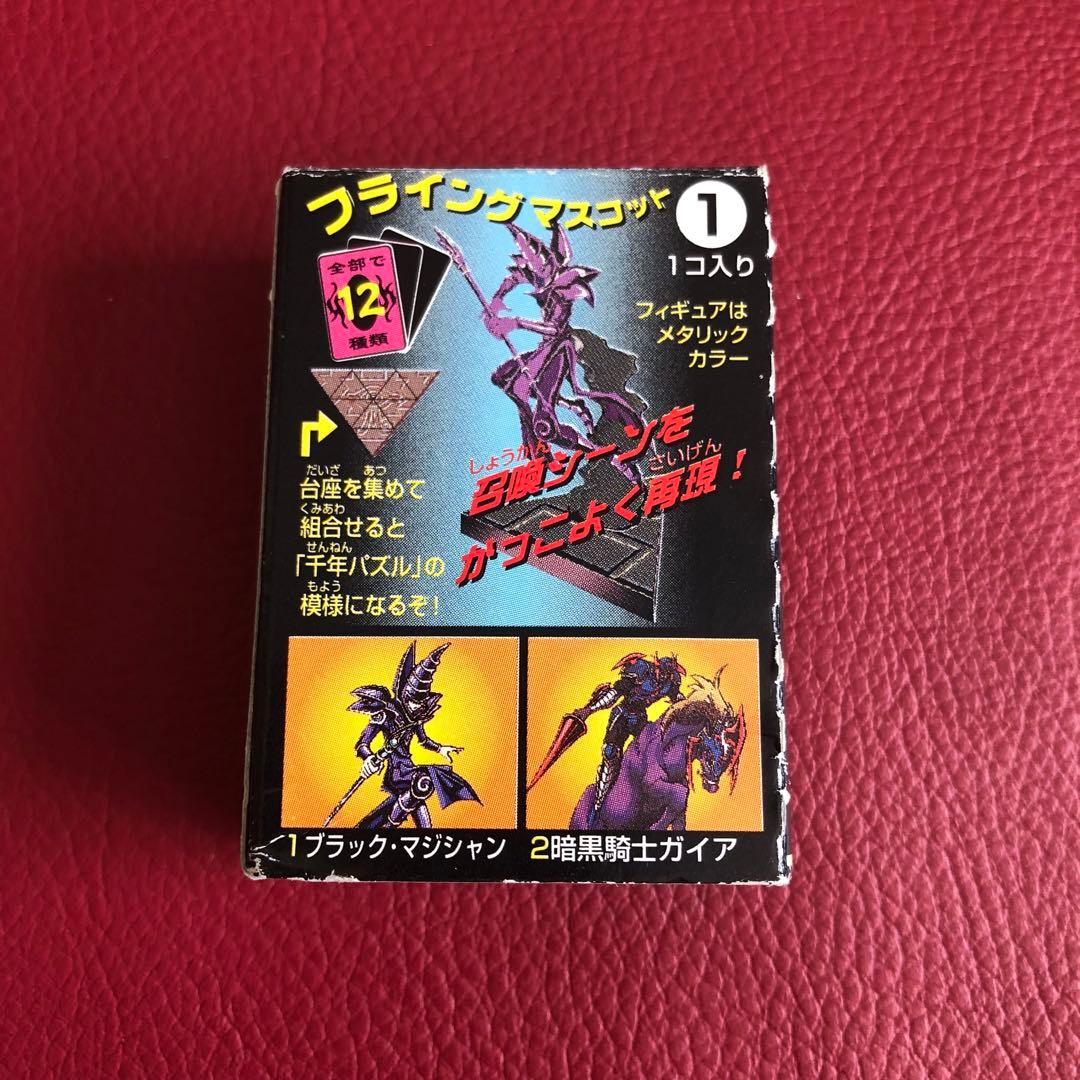 フライングマスコット
1
1コ入り
全部で
12
種類
フィギュアは
メタリック
カラー
しょうかん
召喚シーンを
さいげん
かっこよく再現!
だいざ あつ
台座を集めて
くみあわ
組合せると
せんねん
「千年パズル」の
もよう
模様になるぞ!
1ブラック・マジシャン
2暗黒騎士ガイア